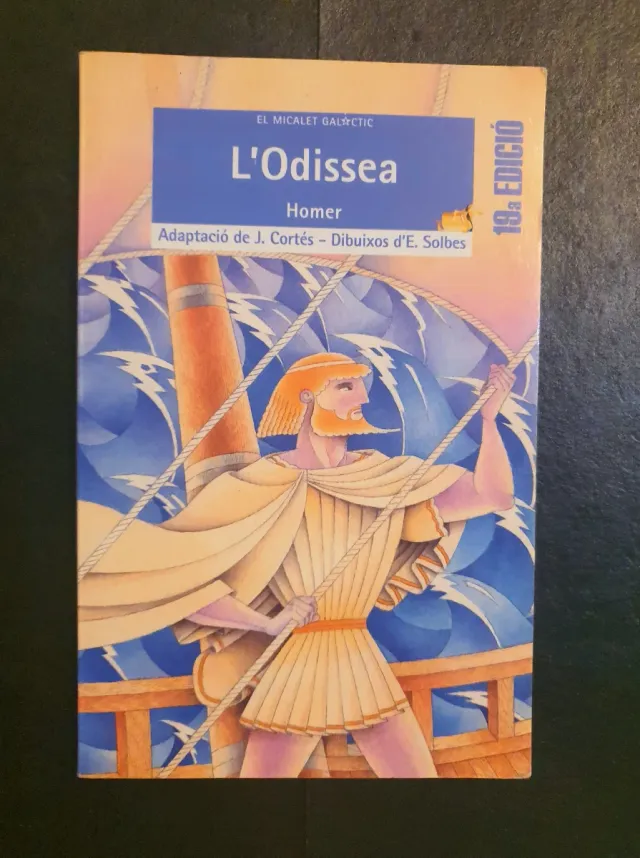 EL MICALET GALÀCTIC
L'Odissea
Homer
Adaptació de J. Cortés – Dibuixos d'E. Solbes
19a EDICIÓ